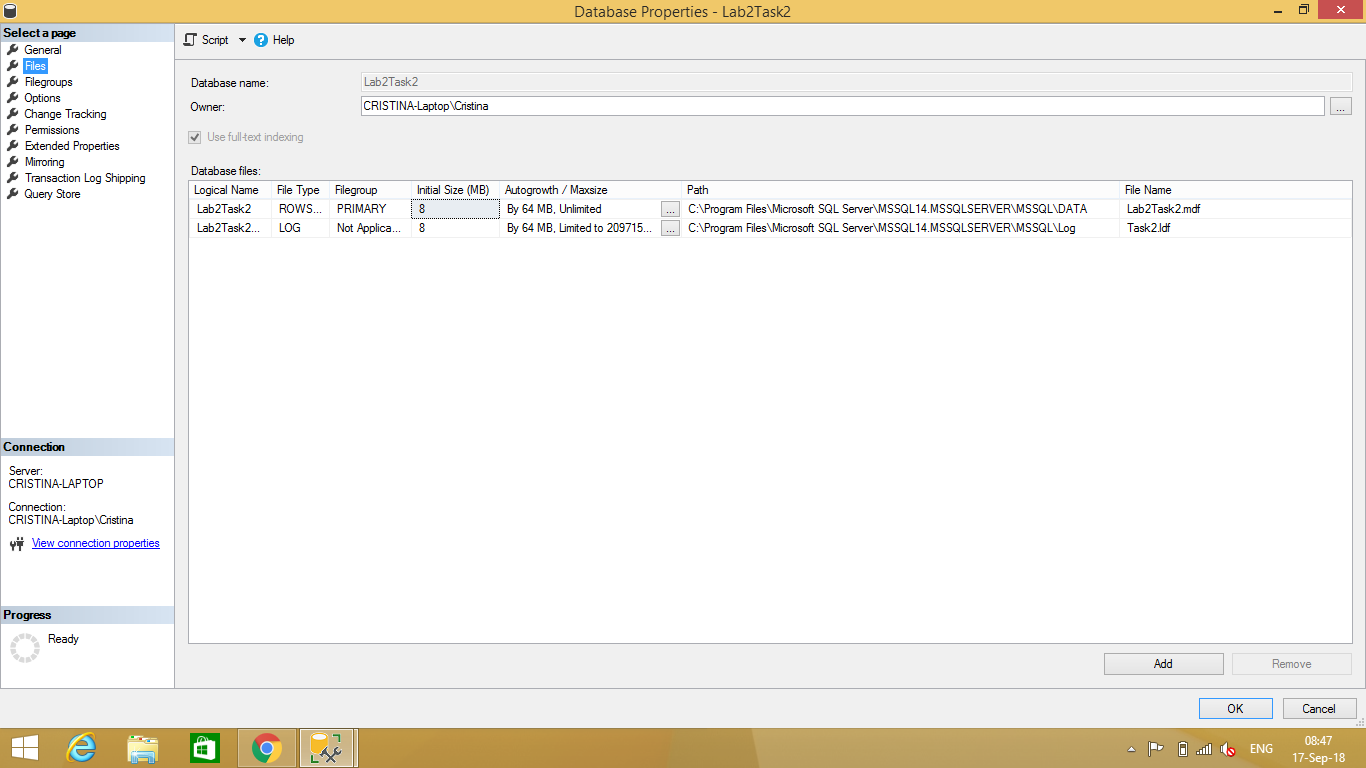 Database Properties - Lab2Task2
Select a page
General
Files
Filegroups
Options
Change Tracking
Permissions
Extended Properties
Mirroring
Transaction Log Shipping
Query Store
Connection
Server:
CRISTINA-LAPTOP
Connection:
CRISTINA-Laptop\Cristina
View connection properties
Progress
Ready
Script Help
Database name: Lab2Task2
Owner: CRISTINA-Laptop\Cristina ...
Use full-text indexing
Database files:
Logical Name File Type Filegroup Initial Size (MB) Autogrowth / Maxsize Path File Name
Lab2Task2 ROWS... PRIMARY 8 By 64 MB, Unlimited ... C:\Program Files\Microsoft SQL Server\MSSQL14.MSSQLSERVER\MSSQL\DATA Lab2Task2.mdf
Lab2Task2... LOG Not Applica... 8 By 64 MB, Limited to 209715... ... C:\Program Files\Microsoft SQL Server\MSSQL14.MSSQLSERVER\MSSQL\Log Task2.ldf
Add Remove
OK Cancel
ENG
08:47
17-Sep-18